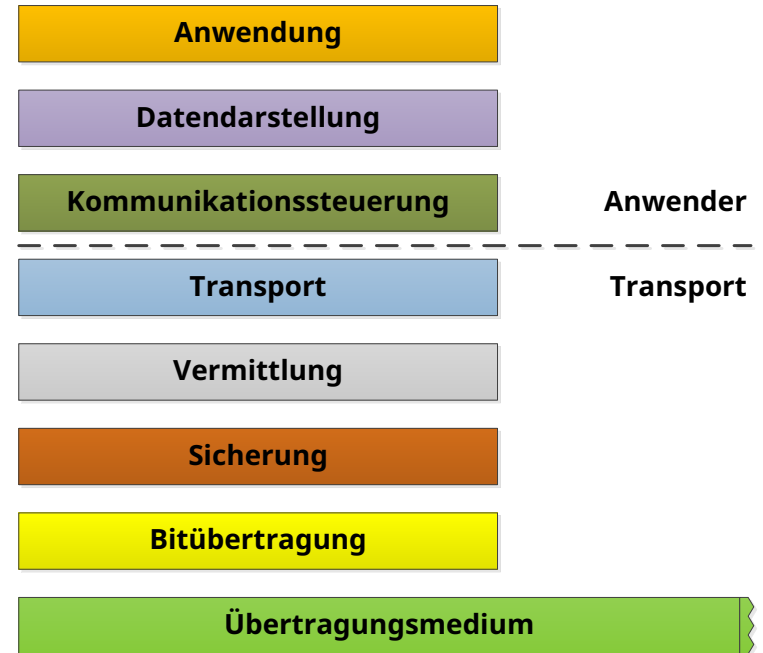 Anwendung
Datendarstellung
Kommunikationssteuerung Anwender
Transport Transport
Vermittlung
Sicherung
Bitübertragung
Übertragungsmedium